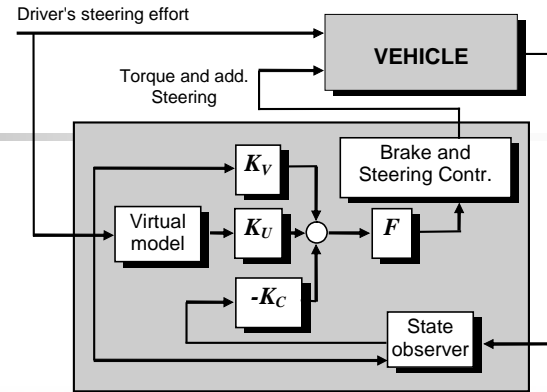 Driver's steering effort
VEHICLE
Torque and add.
Steering
Brake and
Steering Contr.
K_V
Virtual
model
K_U
F
-K_C
State
observer